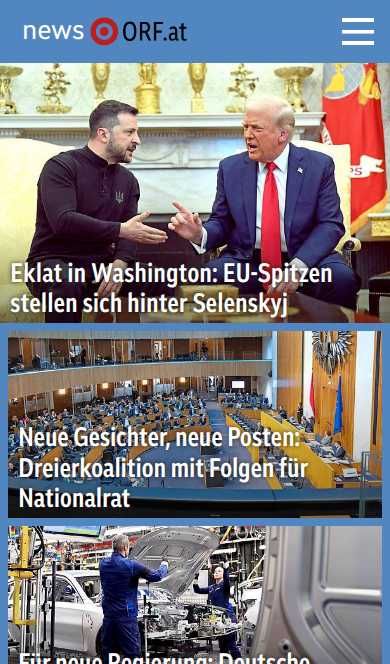 news ORF.at
Eklat in Washington: EU-Spitzen
stellen sich hinter Selenskyj
Neue Gesichter, neue Posten:
Dreierkoalition mit Folgen für
Nationalrat
Für neue Regierung: Deutsche